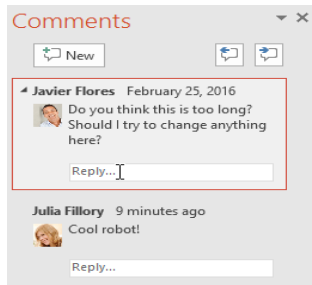 Comments
New
Javier Flores February 25, 2016
Do you think this is too long?
Should I try to change anything
here?
Reply...
Julia Fillory 9 minutes ago
Cool robot!
Reply...